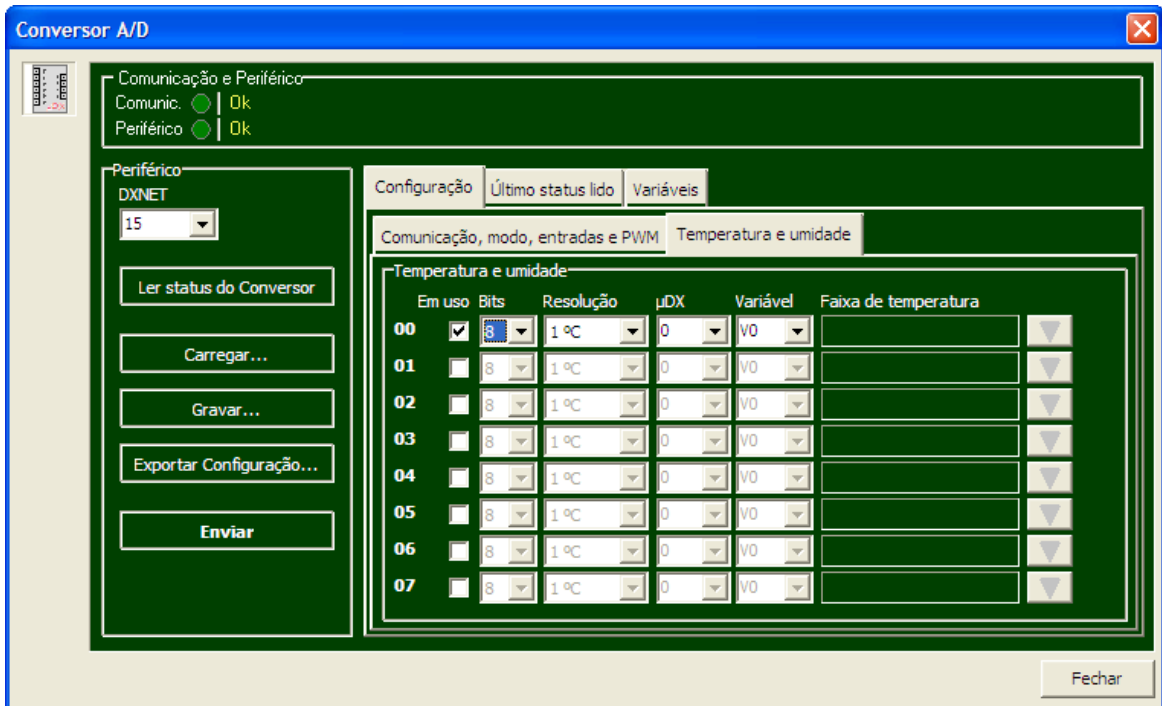 Conversor A/D
Comunicação e Periférico
Comunic. Ok
Periférico Ok
Periférico
DXNET
15
Ler status do Conversor
Carregar...
Gravar...
Exportar Configuração...
Enviar
Configuração Último status lido Variáveis
Comunicação, modo, entradas e PWM Temperatura e umidade
Temperatura e umidade
Em uso Bits Resolução µDX Variável Faixa de temperatura
00 8 1 ºC 0 V0
01 8 1 ºC 0 V0
02 8 1 ºC 0 V0
03 8 1 ºC 0 V0
04 8 1 ºC 0 V0
05 8 1 ºC 0 V0
06 8 1 ºC 0 V0
07 8 1 ºC 0 V0
Fechar